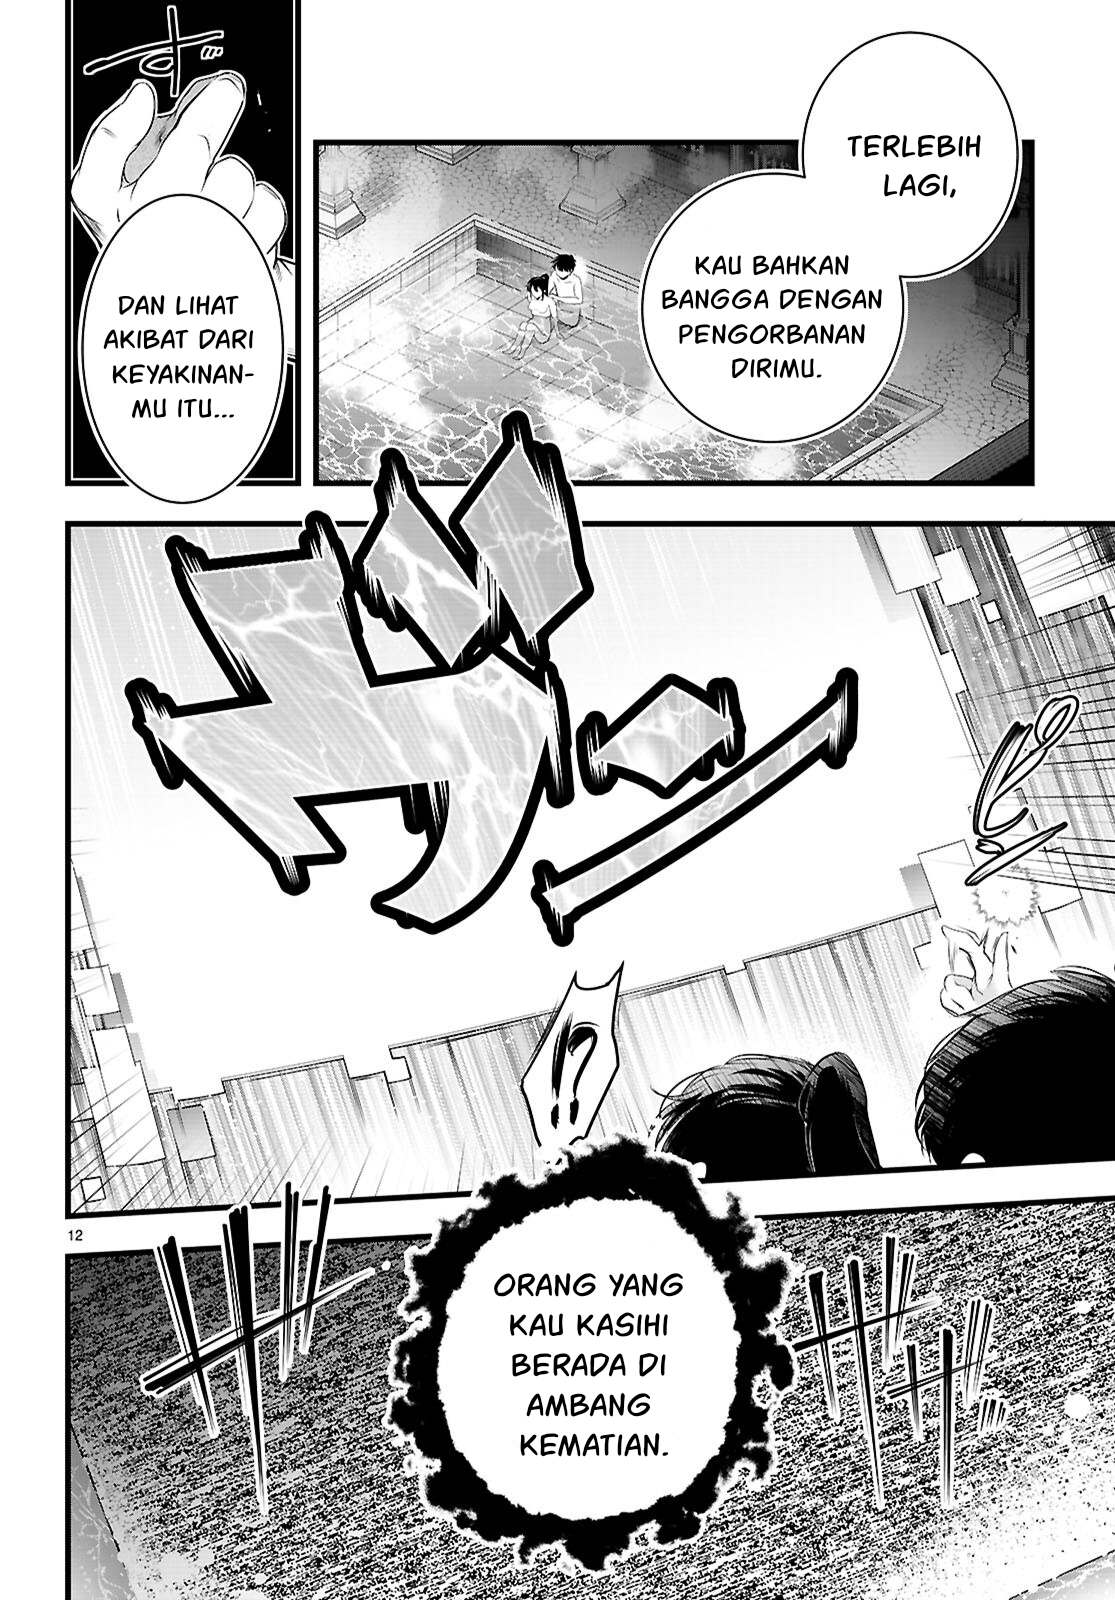 TERLEBIH
LAGI,
KAU BAHKAN
BANGGA DENGAN
PENGORBANAN
DIRIMU.
ず
DAN LIHAT
AKIBAT DARI
KEYAKINAN-
MU ITU...
!?
ORANG YANG
KAU KASIHI
BERADA DI
AMBANG
KEMATIAN.
12